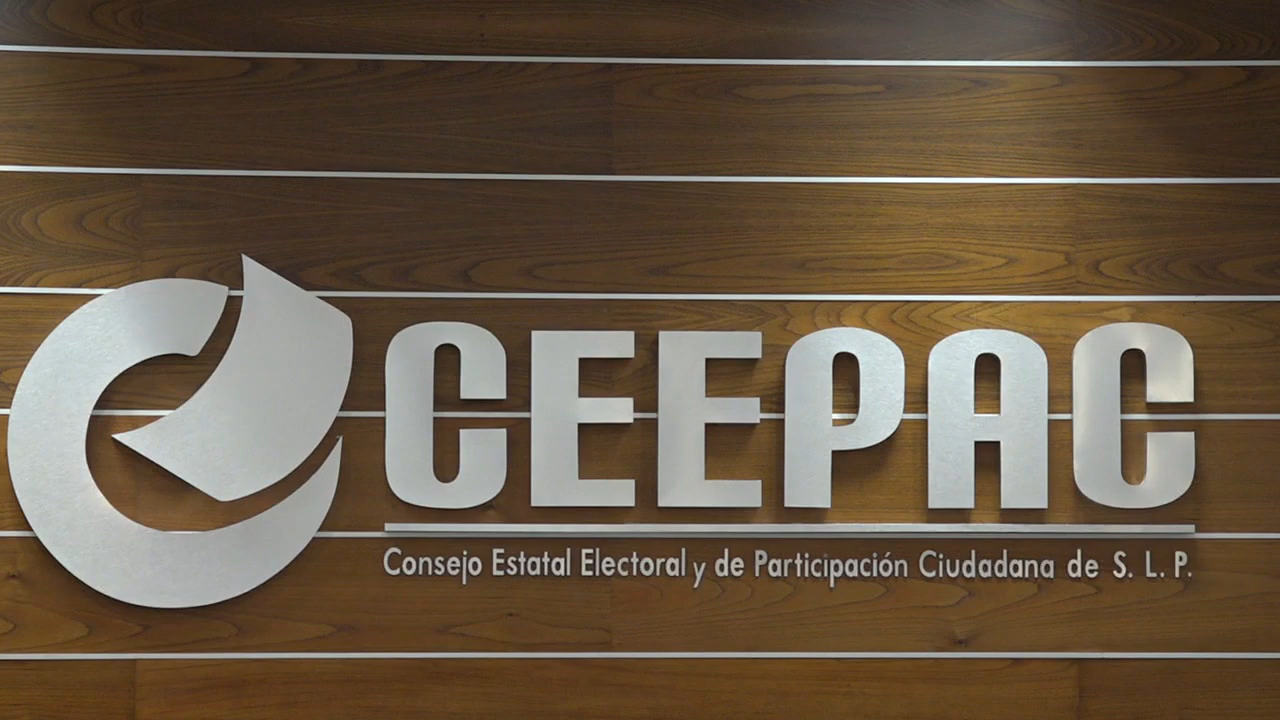 CEEPAC
Consejo Estatal Electoral y de Participación Ciudadana de S. L. P.